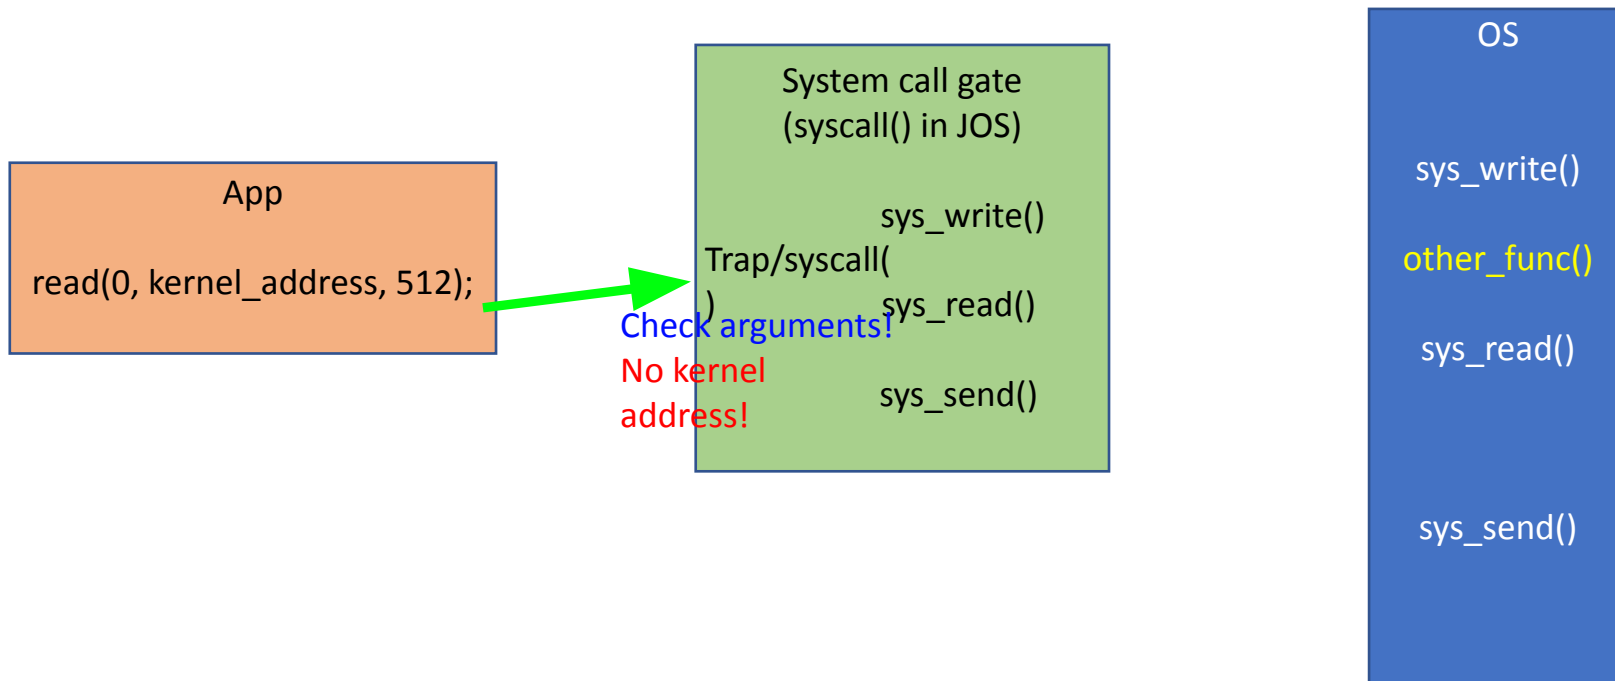 App
read(0, kernel_address, 512);
System call gate
(syscall() in JOS)
sys_write()
Trap/syscall(
)
sys_read()
sys_send()
Check arguments!
No kernel
address!
OS
sys_write()
other_func()
sys_read()
sys_send()